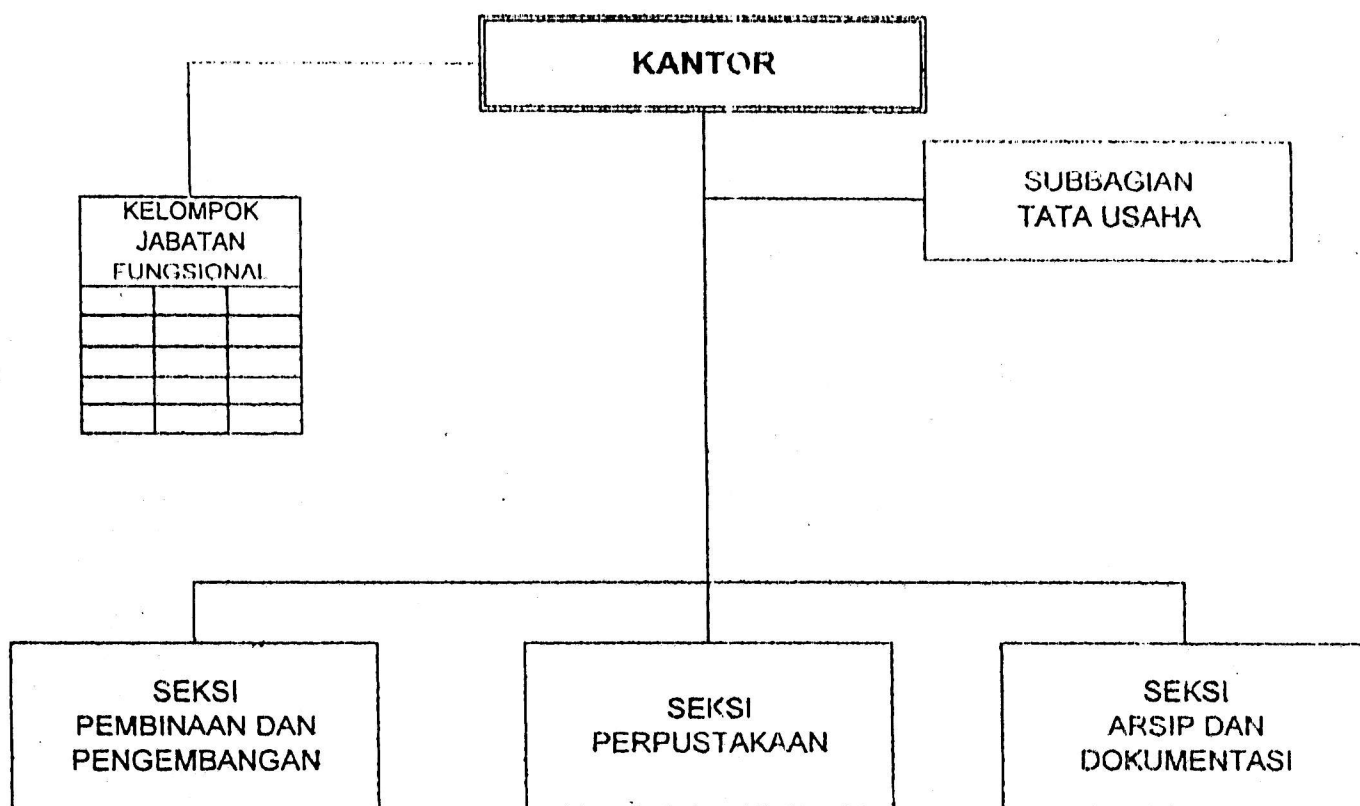 KANTOR
SUBBAGIAN
TATA USAHA
KELOMPOK
JABATAN
FUNGSIONAL
SEKSI
PEMBINAAN DAN
PENGEMBANGAN
SEKSI
PERPUSTAKAAN
SEKSI
ARSIP DAN
DOKUMENTASI